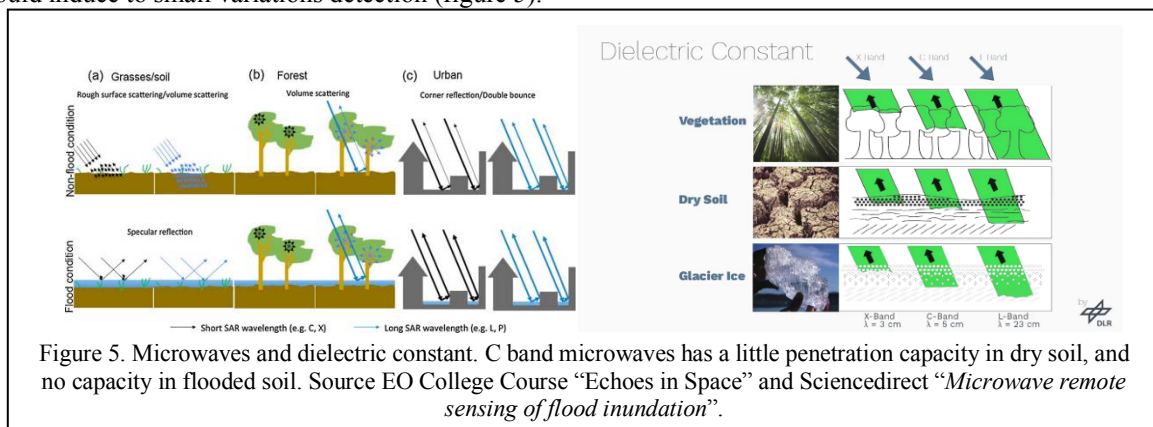 ould induce to small variations detection (figure 5).
(a) Grasses/soil
(b) Forest
(c) Urban
Rough surface scattering/volume scattering
Volume scattering
Corner reflection/Double bounce
Non-flood condition
Specular reflection
Flood condition
Short SAR wavelength (e.g. C, X)
Long SAR wavelength (e.g. L, P)
Dielectric Constant
X-Band
C-Band
L-Band
Vegetation
Dry Soil
Glacier Ice
X-Band
λ = 3 cm
C-Band
λ = 5 cm
L-Band
λ = 23 cm
by
DLR
Figure 5. Microwaves and dielectric constant. C band microwaves has a little penetration capacity in dry soil, and
no capacity in flooded soil. Source EO College Course “Echoes in Space” and Sciencedirect “Microwave remote
sensing of flood inundation”.